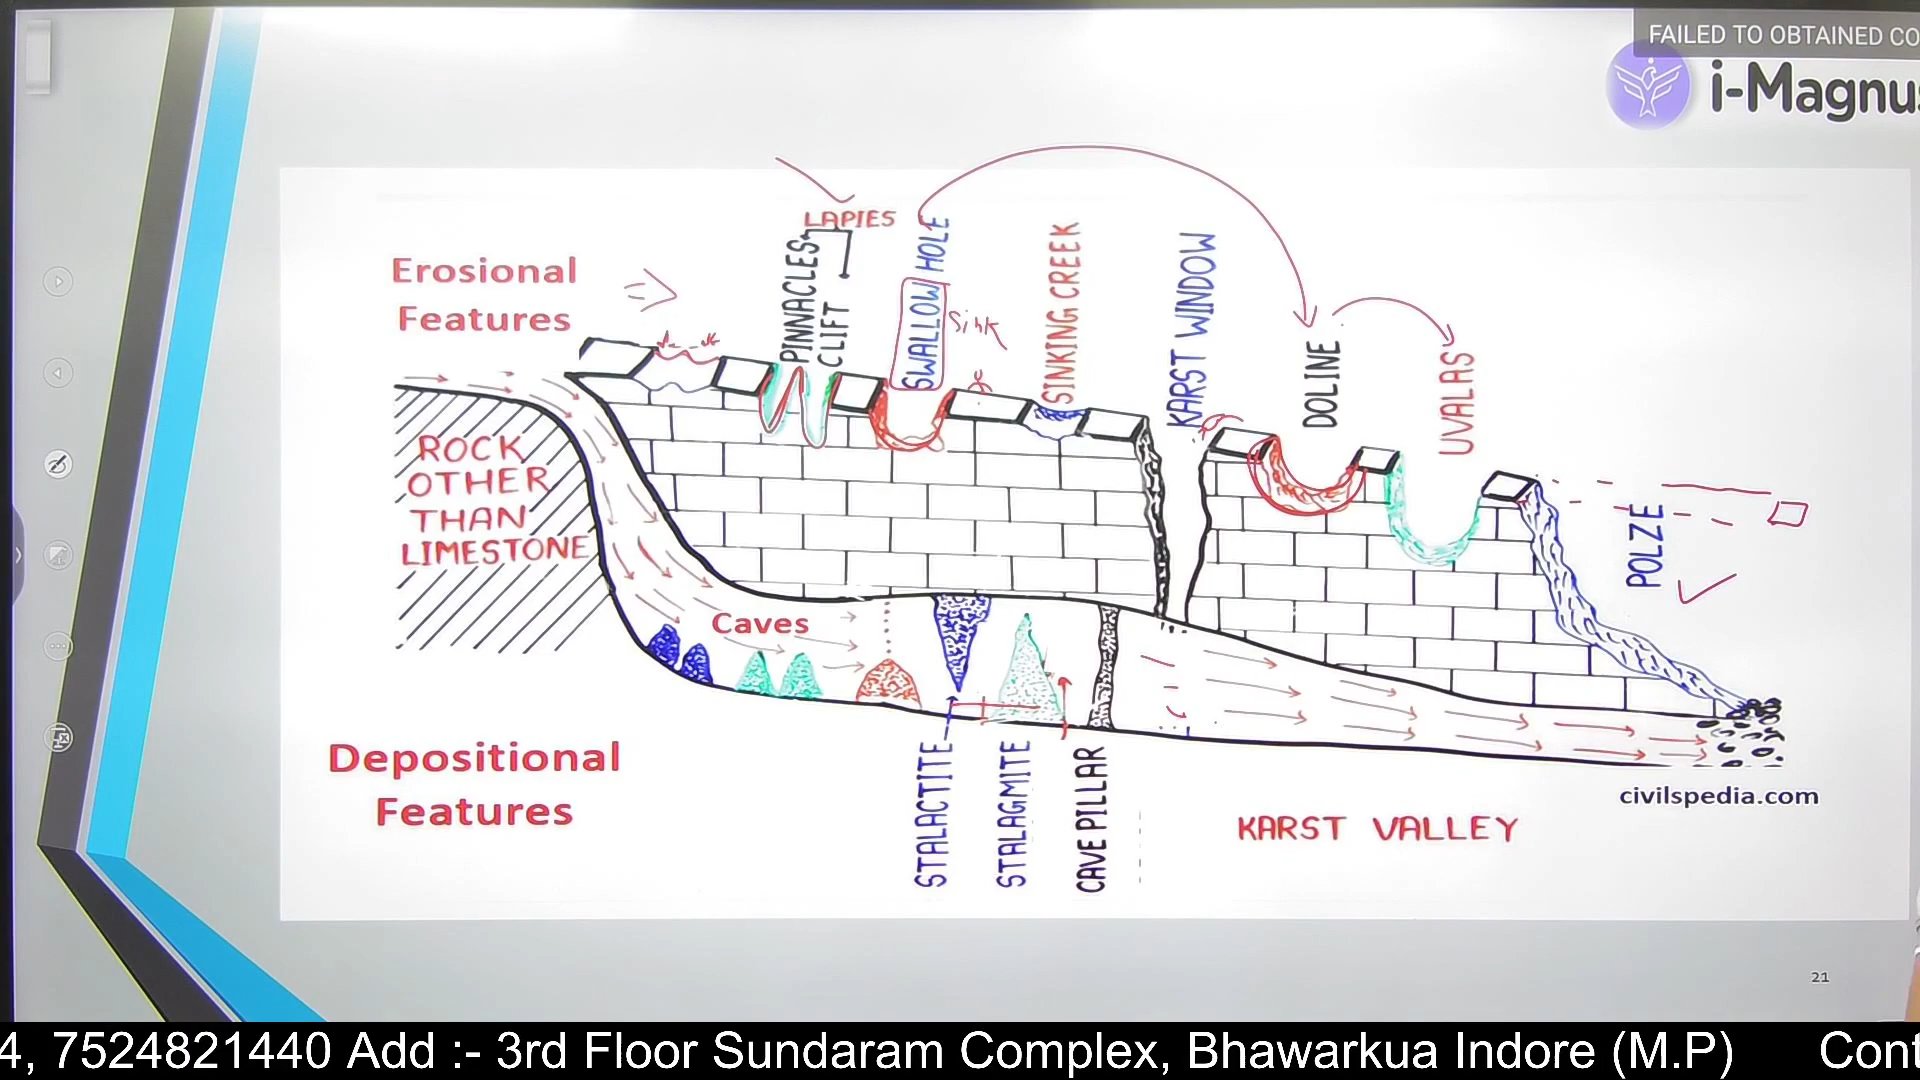 FAILED TO OBTAINED CO
i-Magnus
LAPIES
PINNACLES
CLIFT
SWALLOW HOLE
Sink
SINKING CREEK
KARST WINDOW
DOLINE
UVALAS
POLZE
Erosional
Features
ROCK
OTHER
THAN
LIMESTONE
Caves
Depositional
Features
STALACTITE
STALAGMITE
CAVE PILLAR
KARST VALLEY
civilspedia.com
21
4, 7524821440 Add :- 3rd Floor Sundaram Complex, Bhawarkua Indore (M.P) Cont